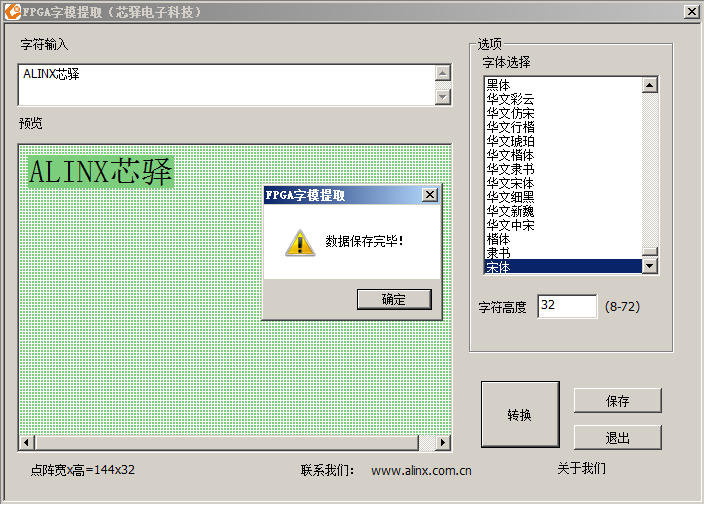 FPGA字模提取（芯驿电子科技）
字符输入
ALINX芯驿
预览
ALINX芯驿
FPGA字模提取
数据保存完毕！
确定
选项
字体选择
黑体
华文彩云
华文仿宋
华文行楷
华文琥珀
华文楷体
华文隶书
华文宋体
华文细黑
华文新魏
华文中宋
楷体
隶书
宋体
字符高度 32 (8-72)
转换
保存
退出
点阵宽x高=144x32 联系我们： www.alinx.com.cn 关于我们